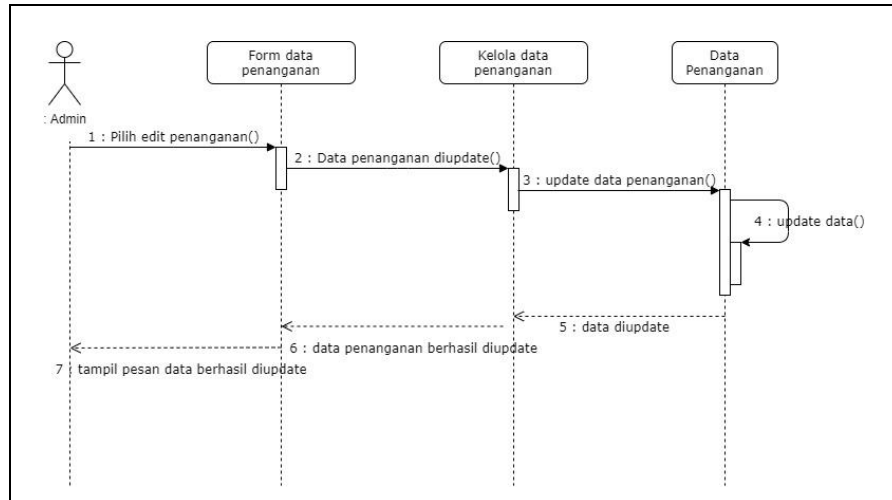 Form data
penanganan
Kelola data
penanganan
Data
Penanganan
: Admin
1 : Pilih edit penanganan()
2 : Data penanganan diupdate()
3 : update data penanganan()
4 : update data()
5 : data diupdate
6 : data penanganan berhasil diupdate
7 : tampil pesan data berhasil diupdate